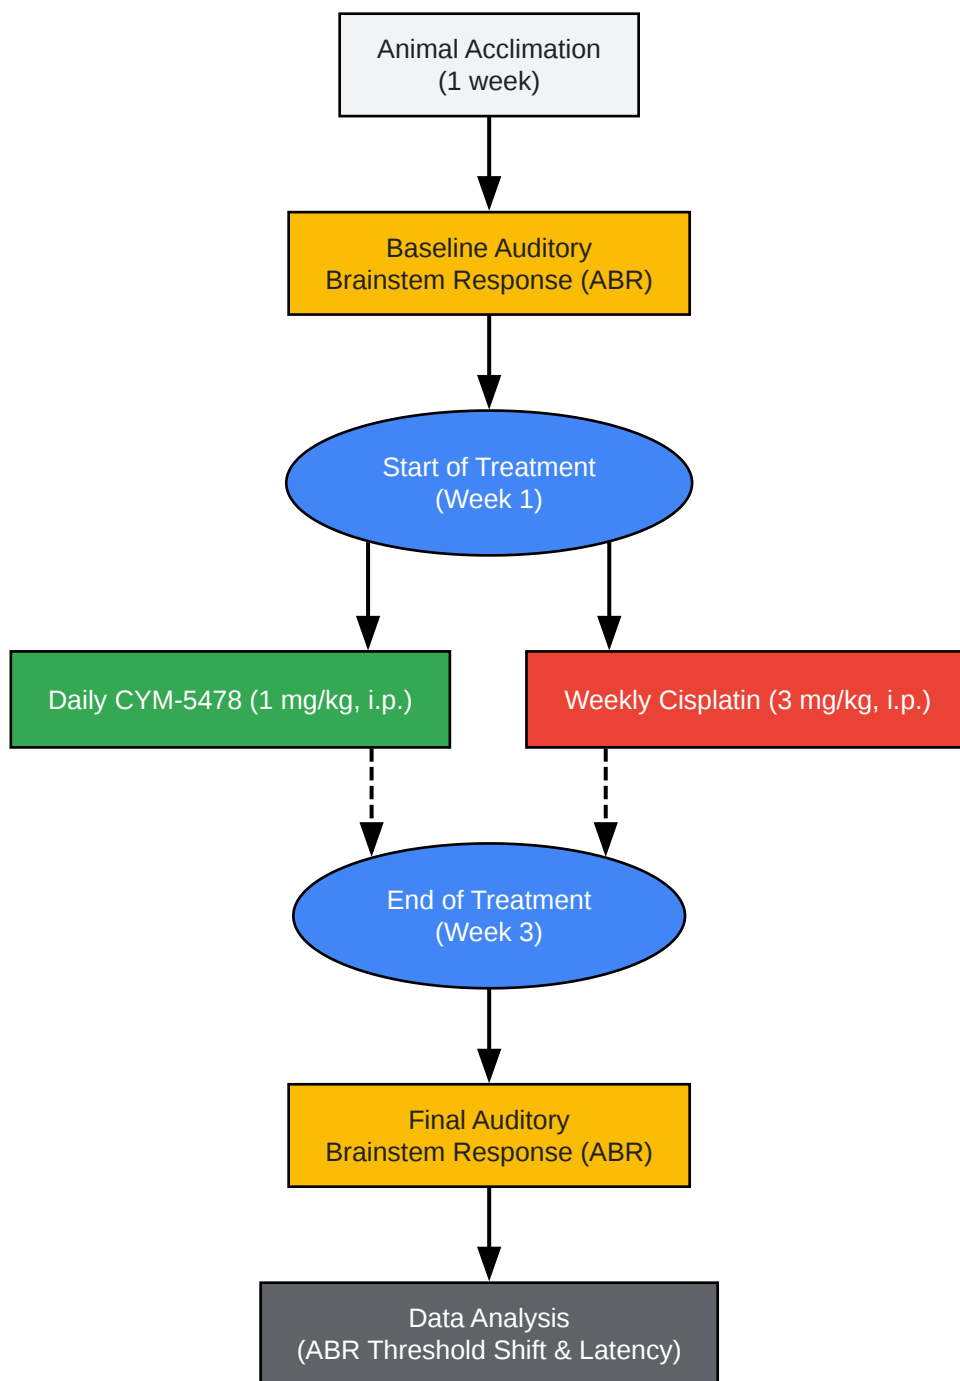 Animal Acclimation
(1 week)
Baseline Auditory
Brainstem Response (ABR)
Start of Treatment
(Week 1)
Daily CYM-5478 (1 mg/kg, i.p.)
Weekly Cisplatin (3 mg/kg, i.p.)
End of Treatment
(Week 3)
Final Auditory
Brainstem Response (ABR)
Data Analysis
(ABR Threshold Shift & Latency)